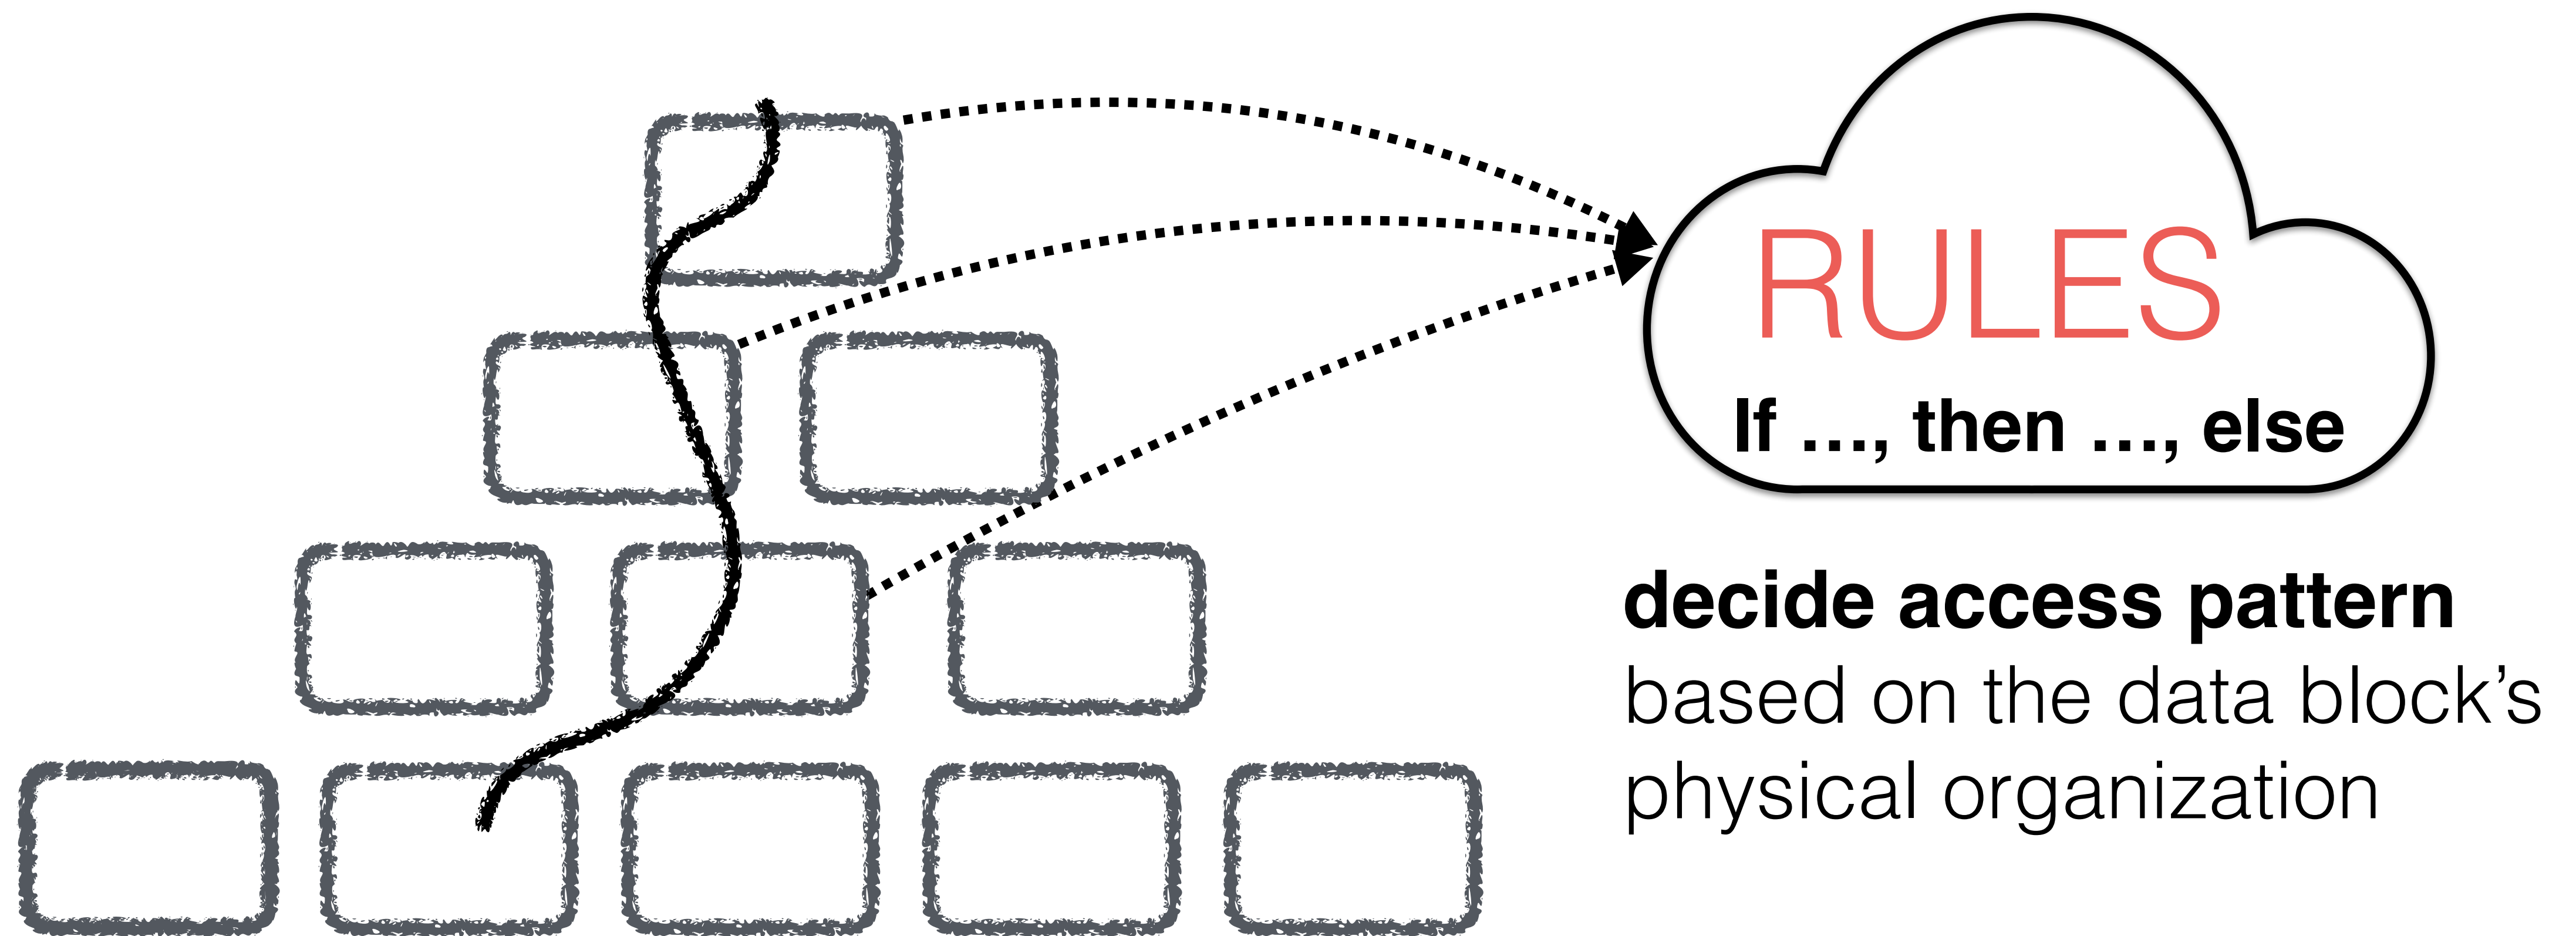 RULES
If …, then …, else
decide access pattern
based on the data block’s
physical organization